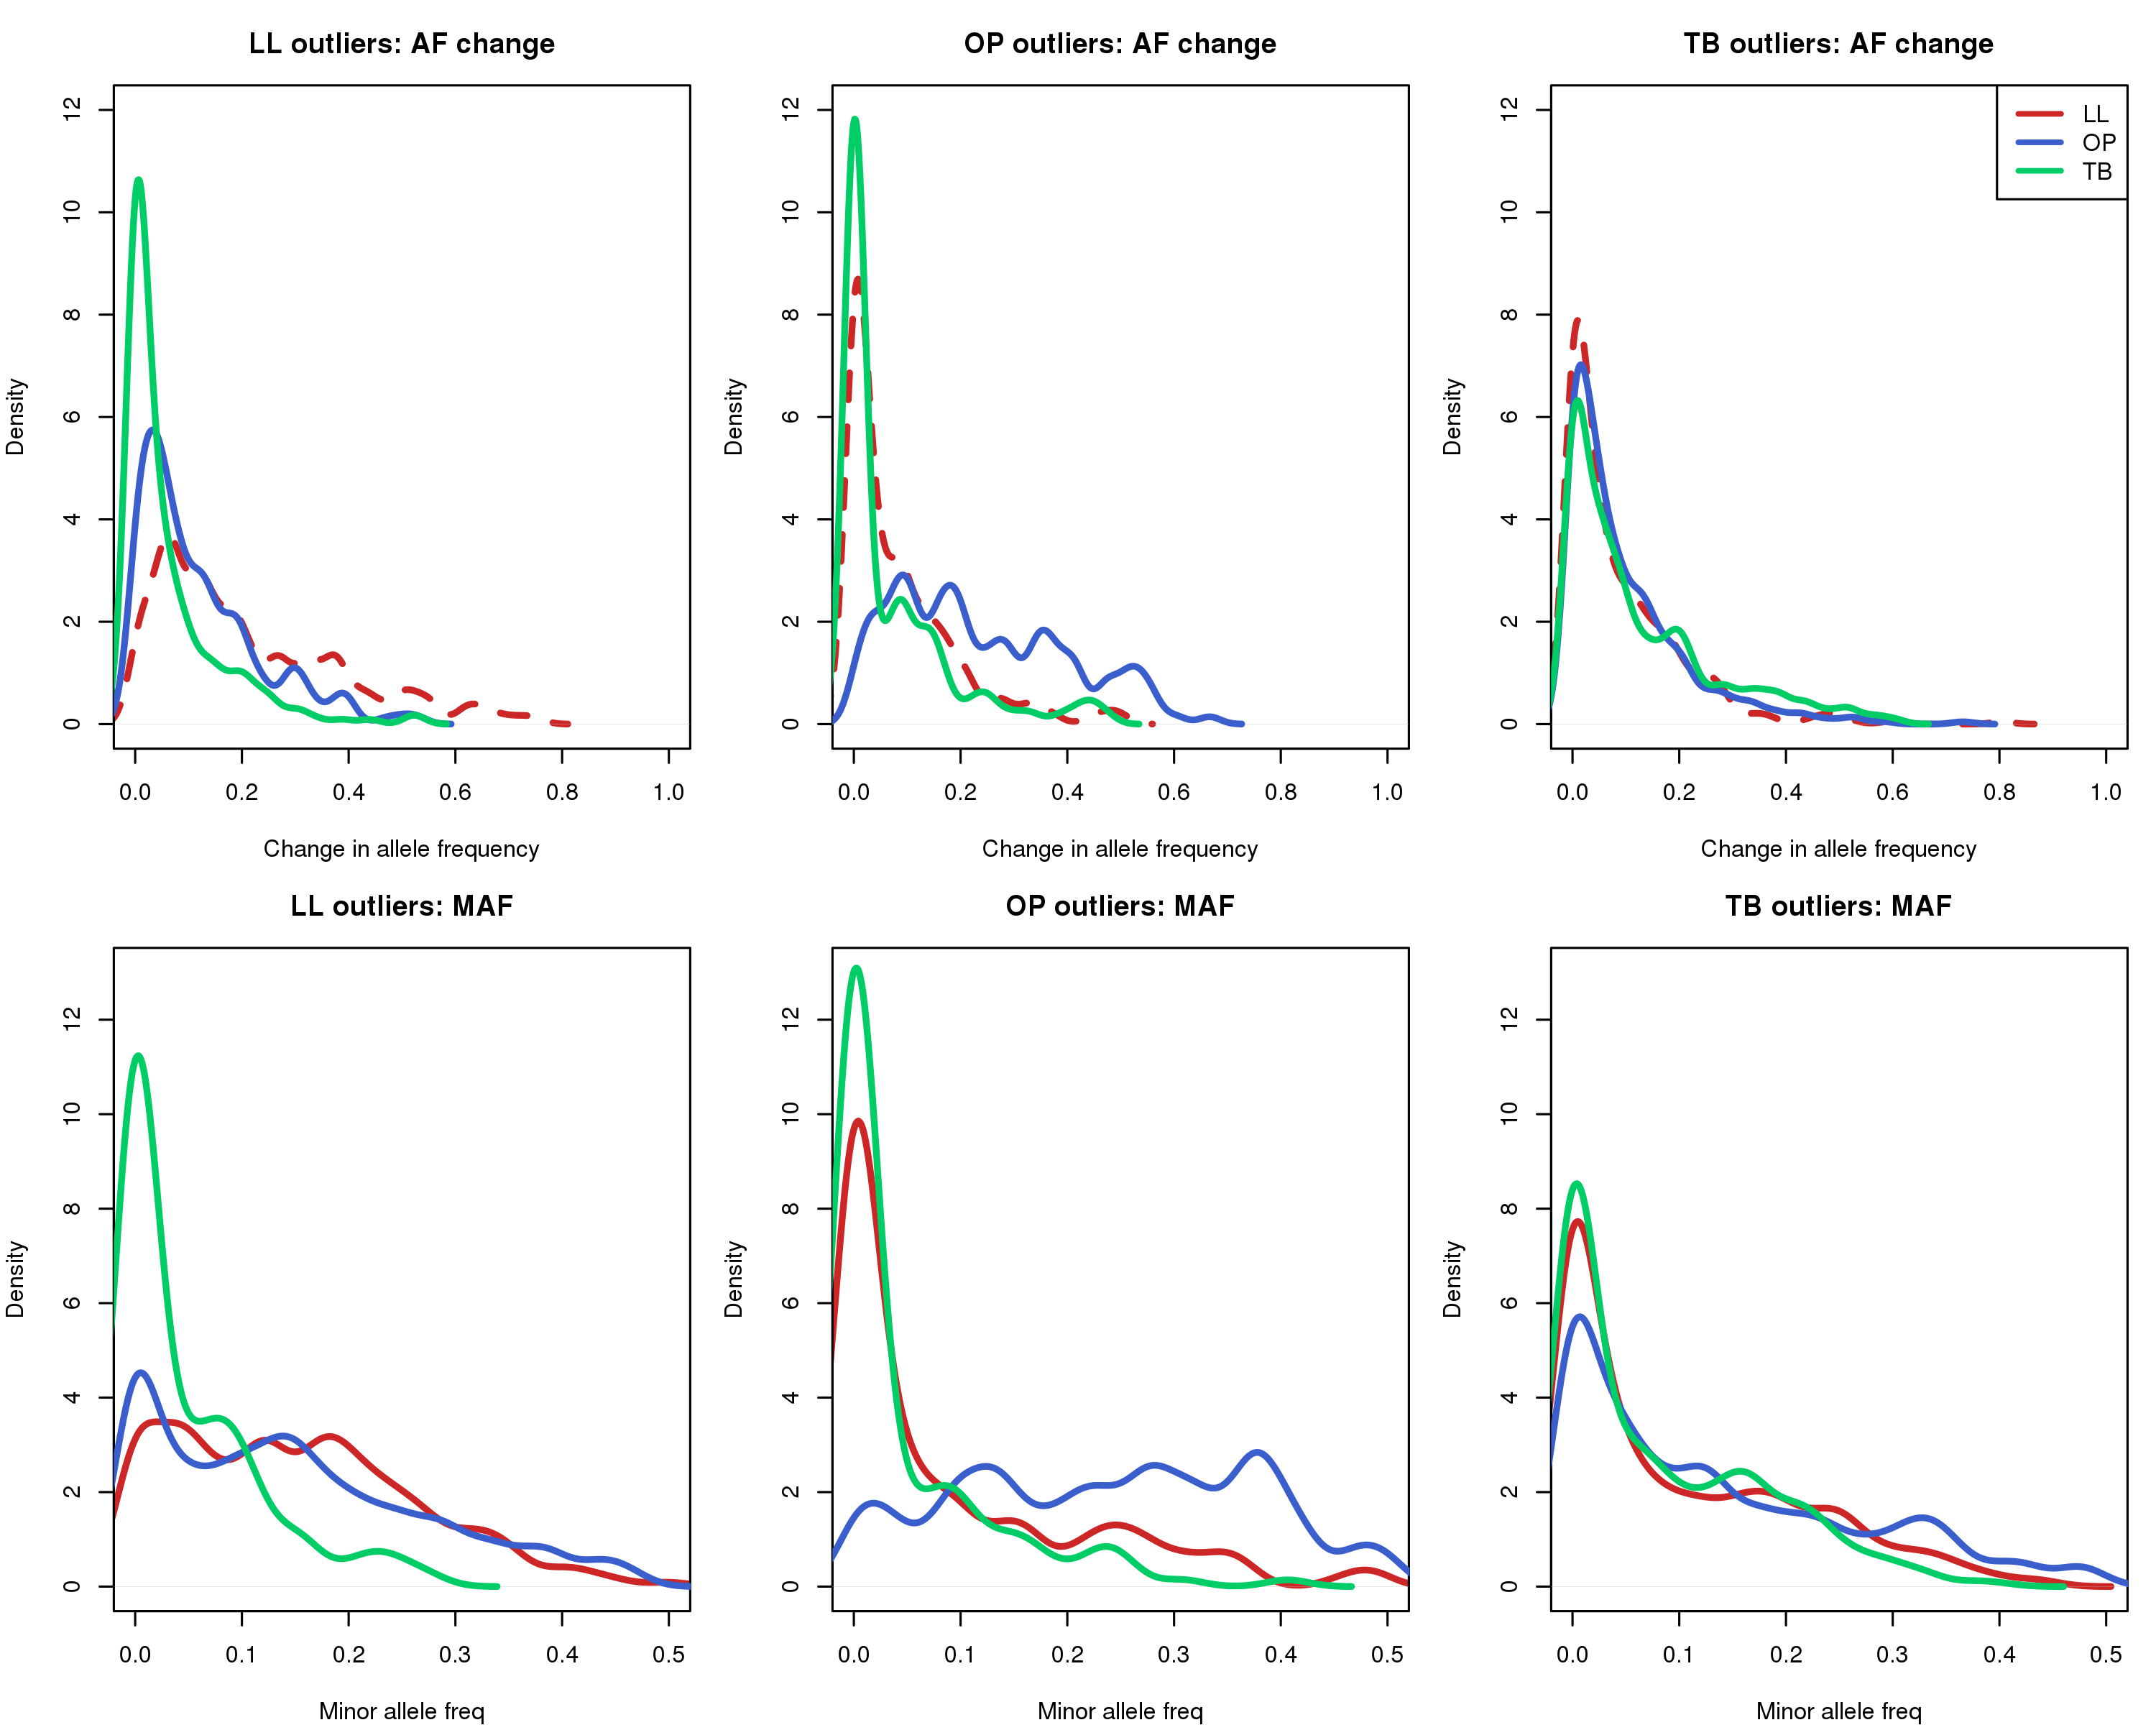 LL outliers: AF change
OP outliers: AF change
TB outliers: AF change
Density
0 2 4 6 8 10 12
0.0 0.2 0.4 0.6 0.8 1.0
Change in allele frequency
Density
0 2 4 6 8 10 12
0.0 0.2 0.4 0.6 0.8 1.0
Change in allele frequency
Density
0 2 4 6 8 10 12
LL
OP
TB
0.0 0.2 0.4 0.6 0.8 1.0
Change in allele frequency
LL outliers: MAF
OP outliers: MAF
TB outliers: MAF
Density
0 2 4 6 8 10 12
0.0 0.1 0.2 0.3 0.4 0.5
Minor allele freq
Density
0 2 4 6 8 10 12
0.0 0.1 0.2 0.3 0.4 0.5
Minor allele freq
Density
0 2 4 6 8 10 12
0.0 0.1 0.2 0.3 0.4 0.5
Minor allele freq